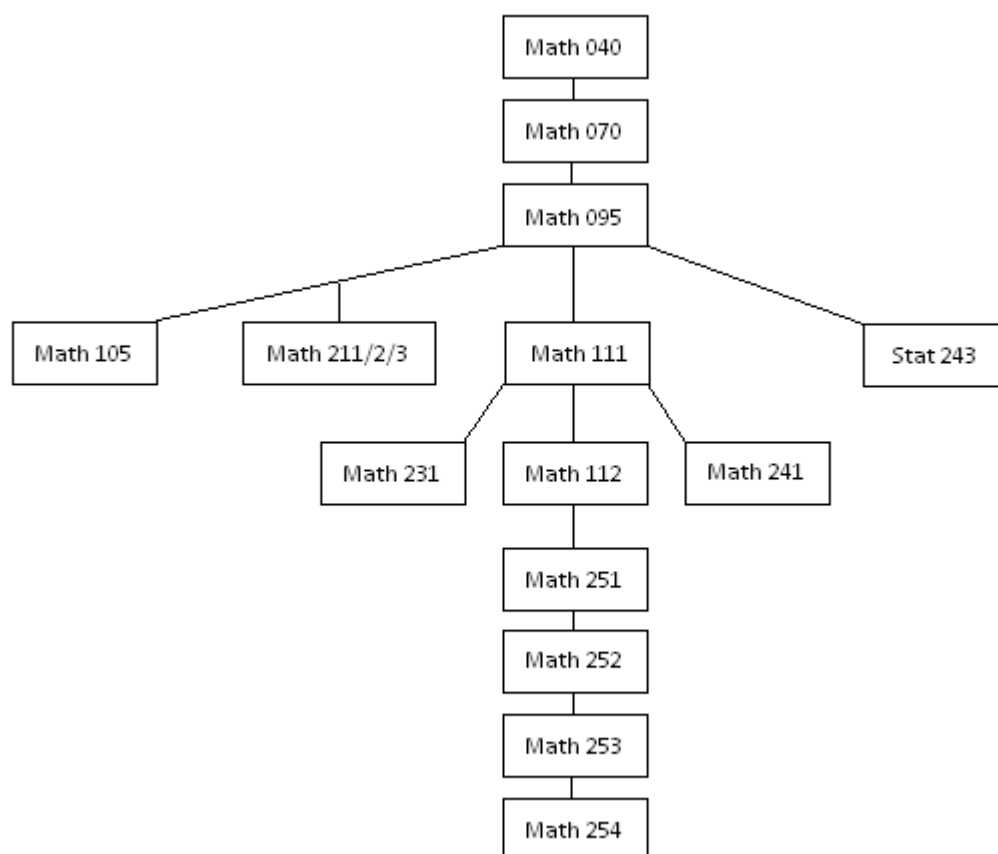 Math 040
Math 070
Math 095
Math 105
Math 211/2/3
Math 111
Stat 243
Math 231
Math 112
Math 241
Math 251
Math 252
Math 253
Math 254